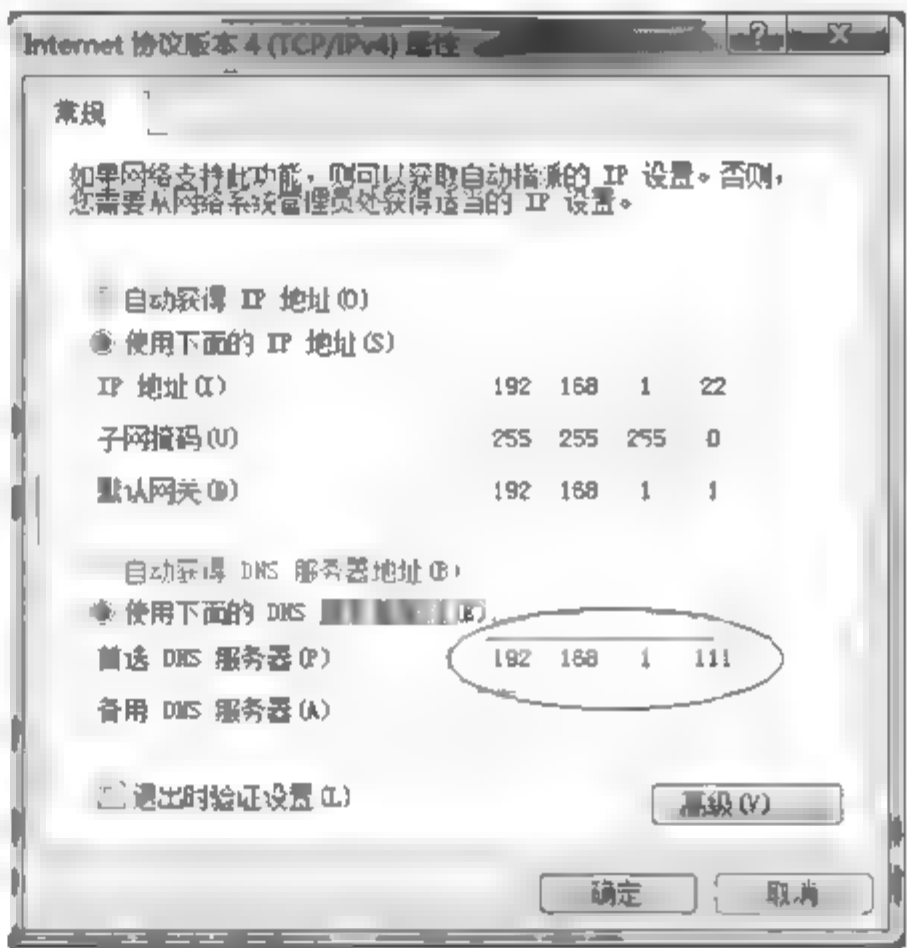 Internet 协议版本 4 (TCP/IPv4) 属性
常规
如果网络支持此功能，则可以获取自动指派的 IP 设置。否则，
您需要从网络系统管理员处获得适当的 IP 设置。
自动获得 IP 地址(O)
使用下面的 IP 地址(S)
IP 地址(I) 192 168 1 22
子网掩码(U) 255 255 255 0
默认网关(D) 192 168 1 1
自动获得 DNS 服务器地址(B)
使用下面的 DNS
首选 DNS 服务器(P) 192 168 1 111
备用 DNS 服务器(A)
退出时验证设置(L)
高级(V)
确定 取消